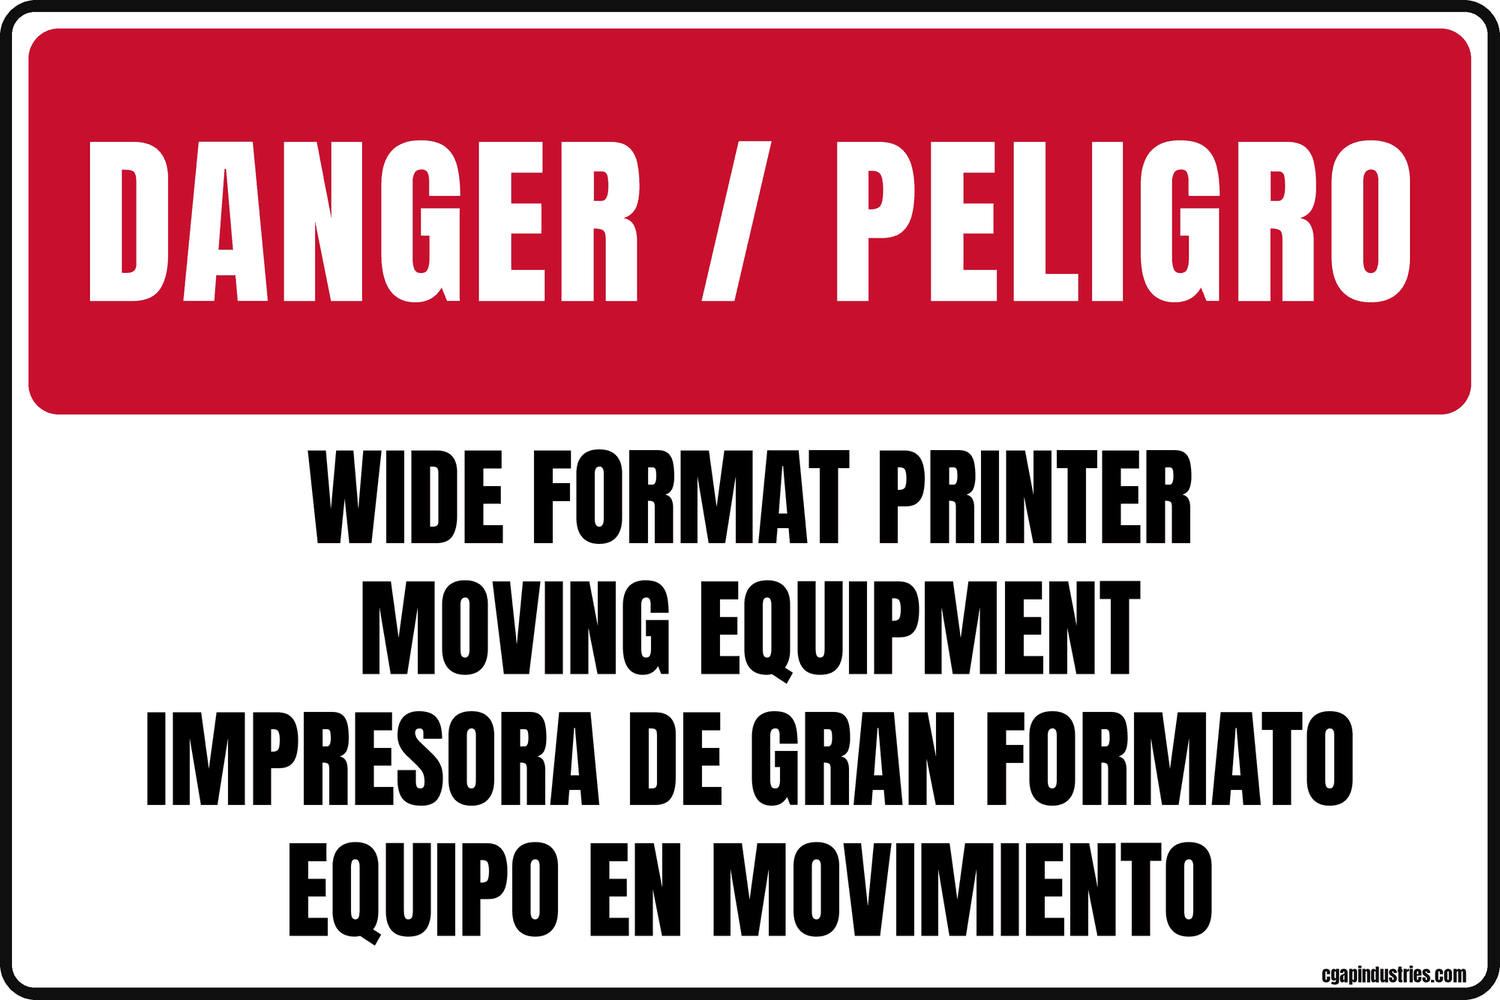 DANGER / PELIGRO
WIDE FORMAT PRINTER
MOVING EQUIPMENT
IMPRESORA DE GRAN FORMATO
EQUIPO EN MOVIMIENTO
cgapindustries.com